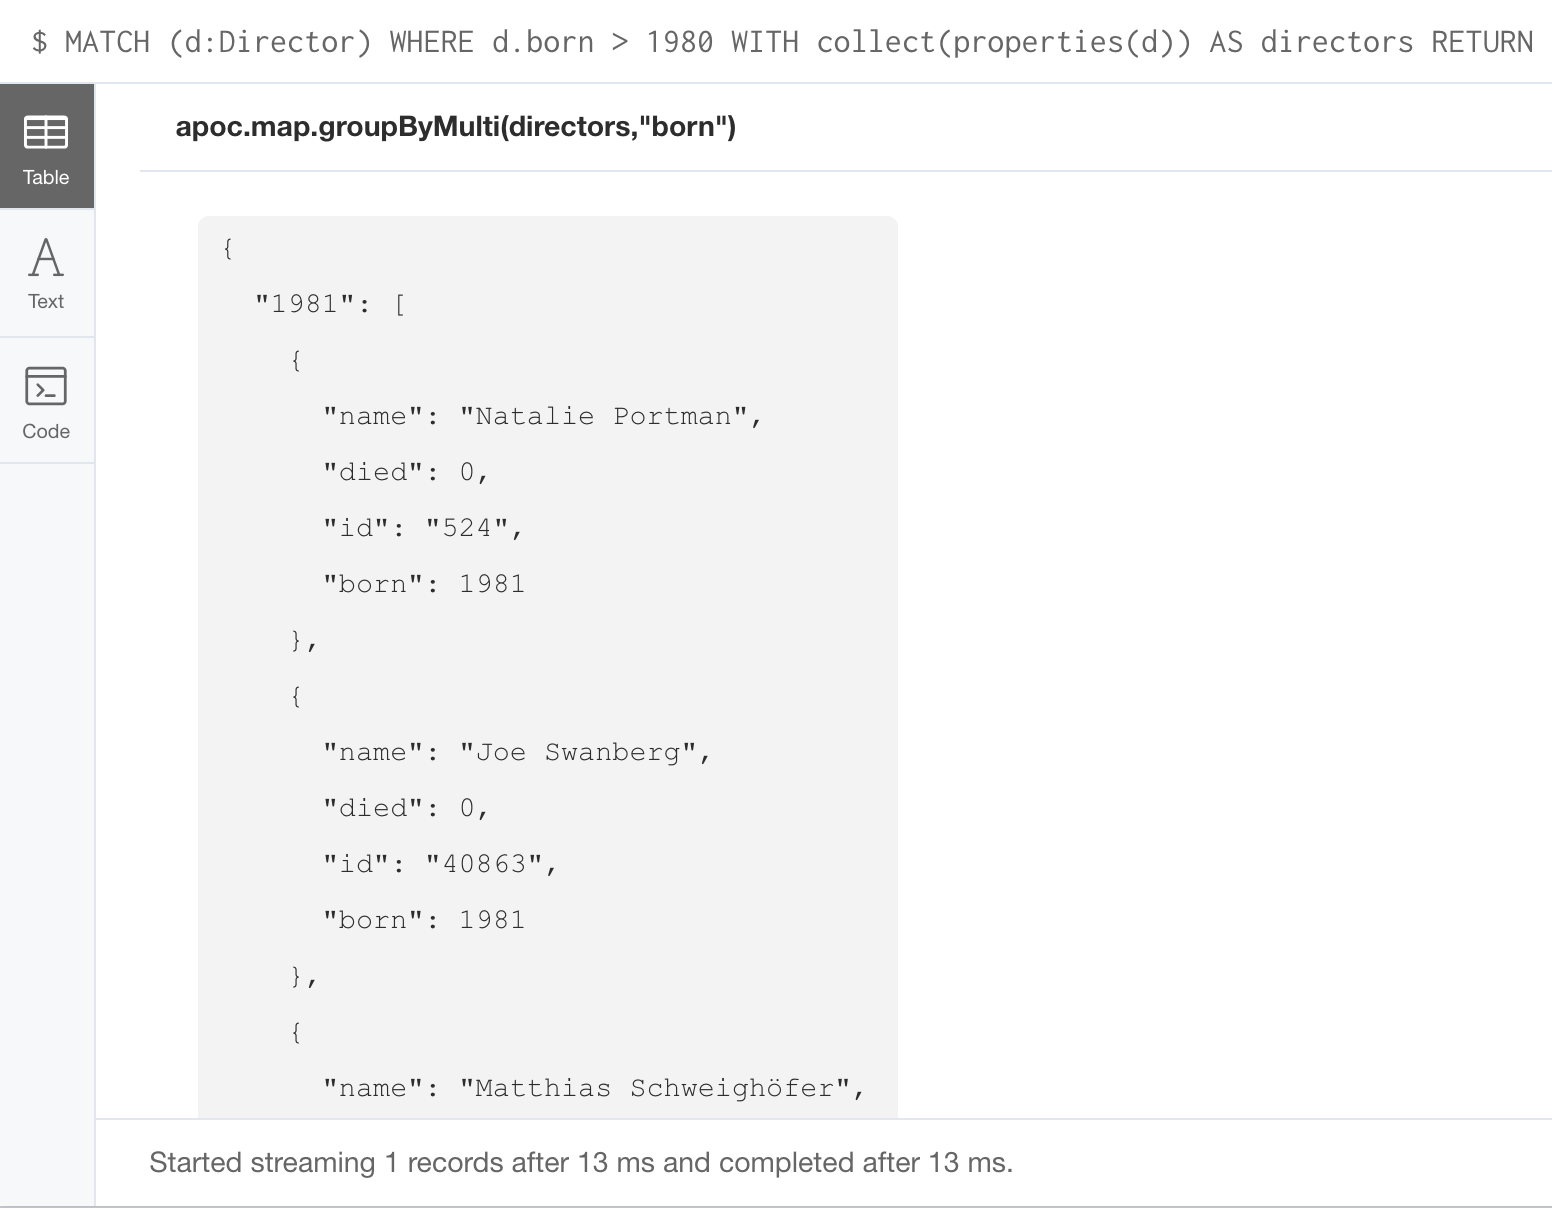 $ MATCH (d:Director) WHERE d.born > 1980 WITH collect(properties(d)) AS directors RETURN
Table
Text
Code
apoc.map.groupByMulti(directors,"born")
{
"1981": [
{
"name": "Natalie Portman",
"died": 0,
"id": "524",
"born": 1981
},
{
"name": "Joe Swanberg",
"died": 0,
"id": "40863",
"born": 1981
},
{
"name": "Matthias Schweighöfer",
Started streaming 1 records after 13 ms and completed after 13 ms.